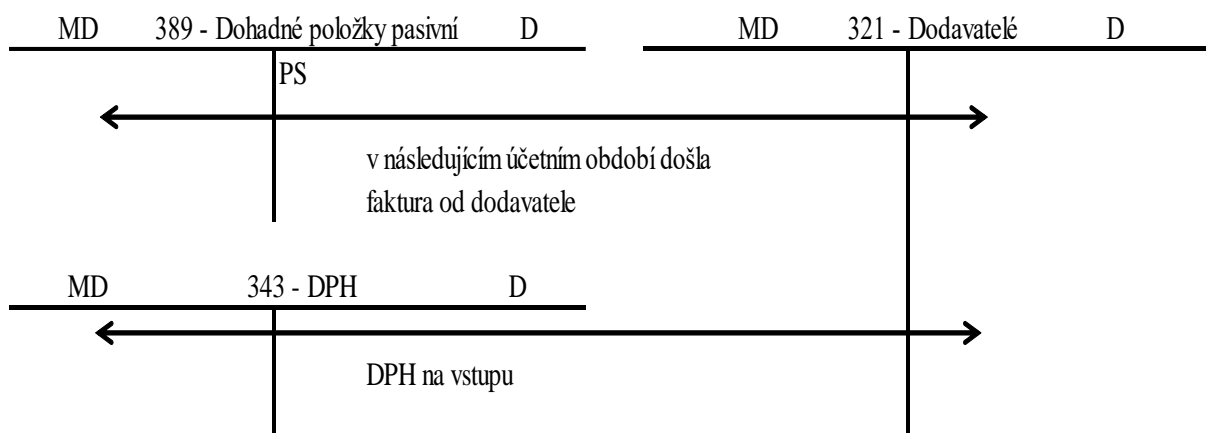 MD 389 - Dohadné položky pasivní D MD 321 - Dodavatelé D
PS
v následujícím účetním období došla
faktura od dodavatele
MD 343 - DPH D
DPH na vstupu